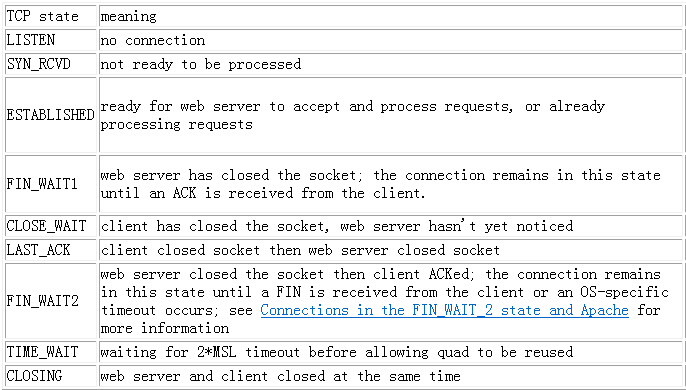 TCP state meaning
LISTEN no connection
SYN_RCVD not ready to be processed
ESTABLISHED ready for web server to accept and process requests, or already
processing requests
FIN_WAIT1 web server has closed the socket; the connection remains in this state
until an ACK is received from the client.
CLOSE_WAIT client has closed the socket, web server hasn't yet noticed
LAST_ACK client closed socket then web server closed socket
FIN_WAIT2 web server closed the socket then client ACKed; the connection remains
in this state until a FIN is received from the client or an OS-specific
timeout occurs; see Connections in the FIN_WAIT_2 state and Apache for
more information
TIME_WAIT waiting for 2*MSL timeout before allowing quad to be reused
CLOSING web server and client closed at the same time